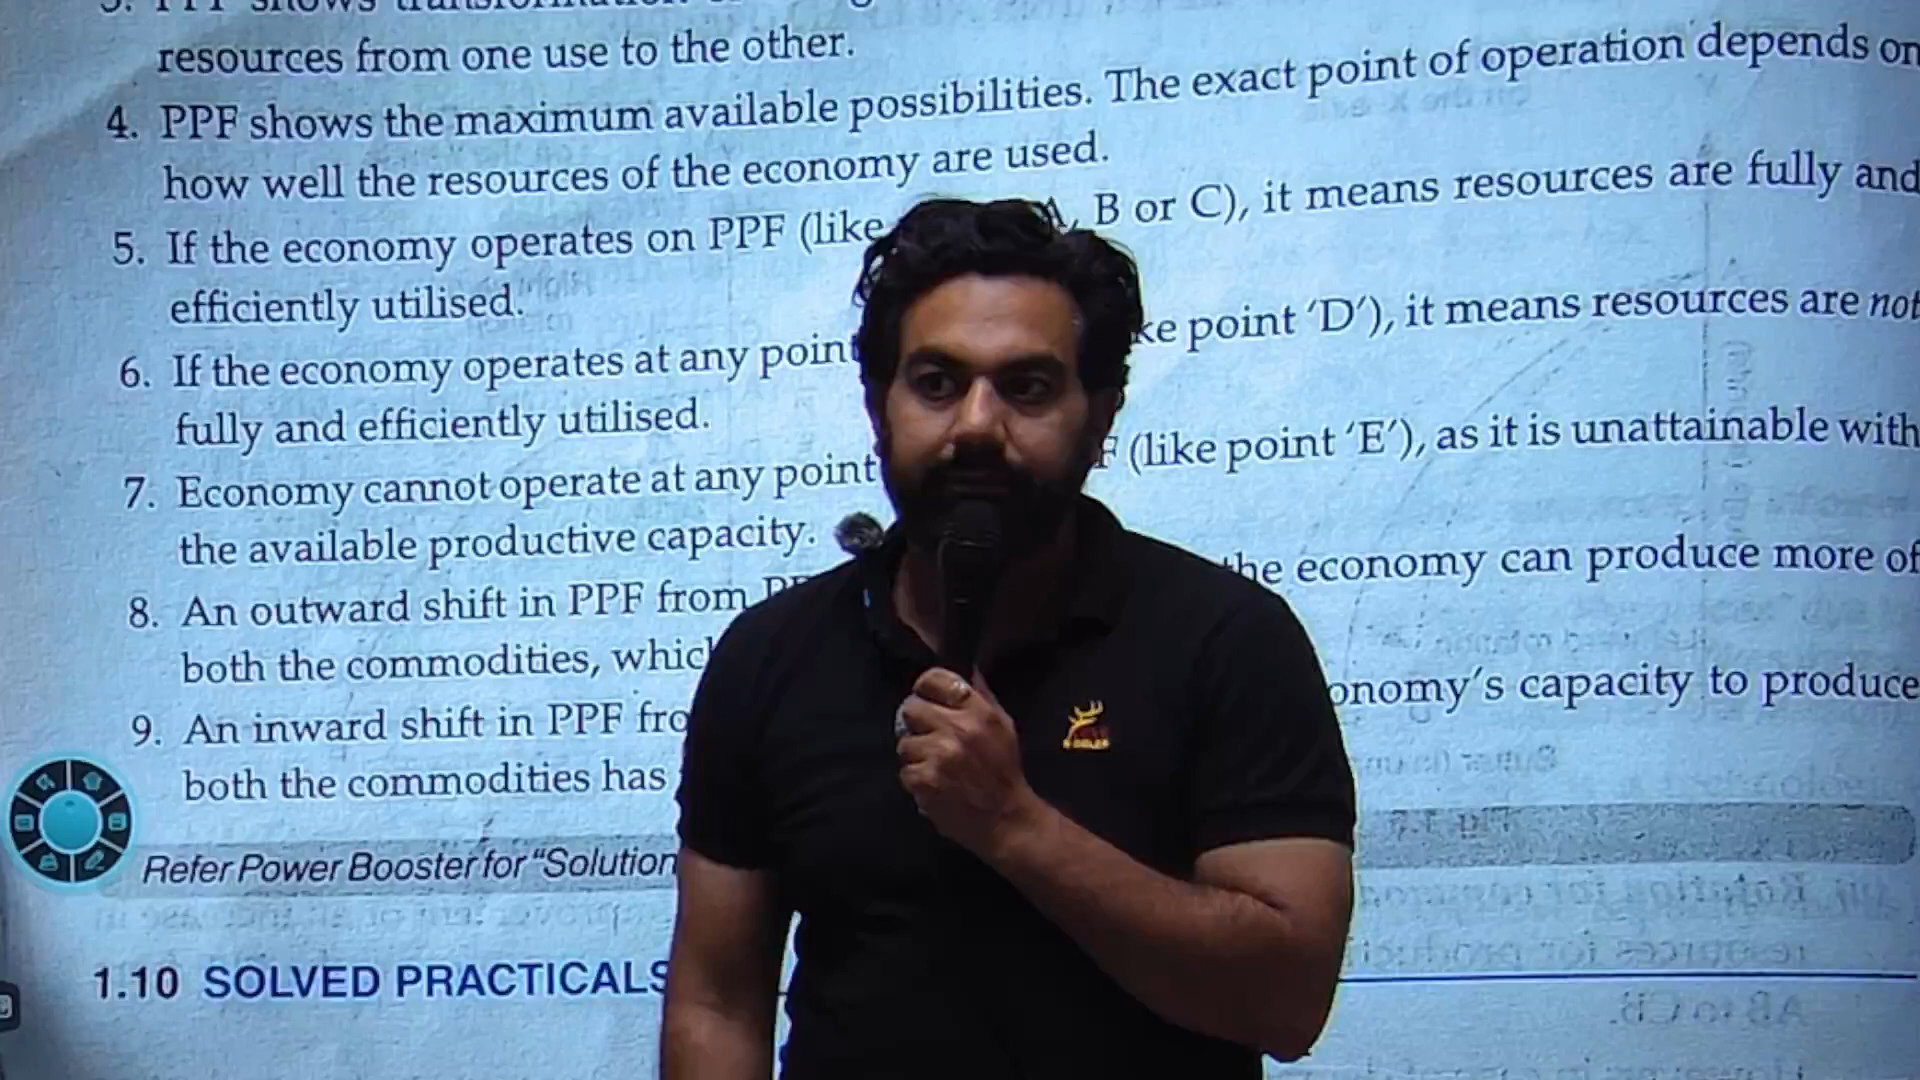 resources from one use to the other.
4. PPF shows the maximum available possibilities. The exact point of operation depends on
how well the resources of the economy are used.
5. If the economy operates on PPF (like A, B or C), it means resources are fully and
efficiently utilised.
6. If the economy operates at any point point 'D'), it means resources are not
fully and efficiently utilised.
7. Economy cannot operate at any point (like point 'E'), as it is unattainable with
the available productive capacity.
8. An outward shift in PPF from the economy can produce more of
both the commodities,
9. An inward shift in PPF capacity to produce
both the commodities has
Refer Power Booster for "Solution
1.10 SOLVED PRACTICALS